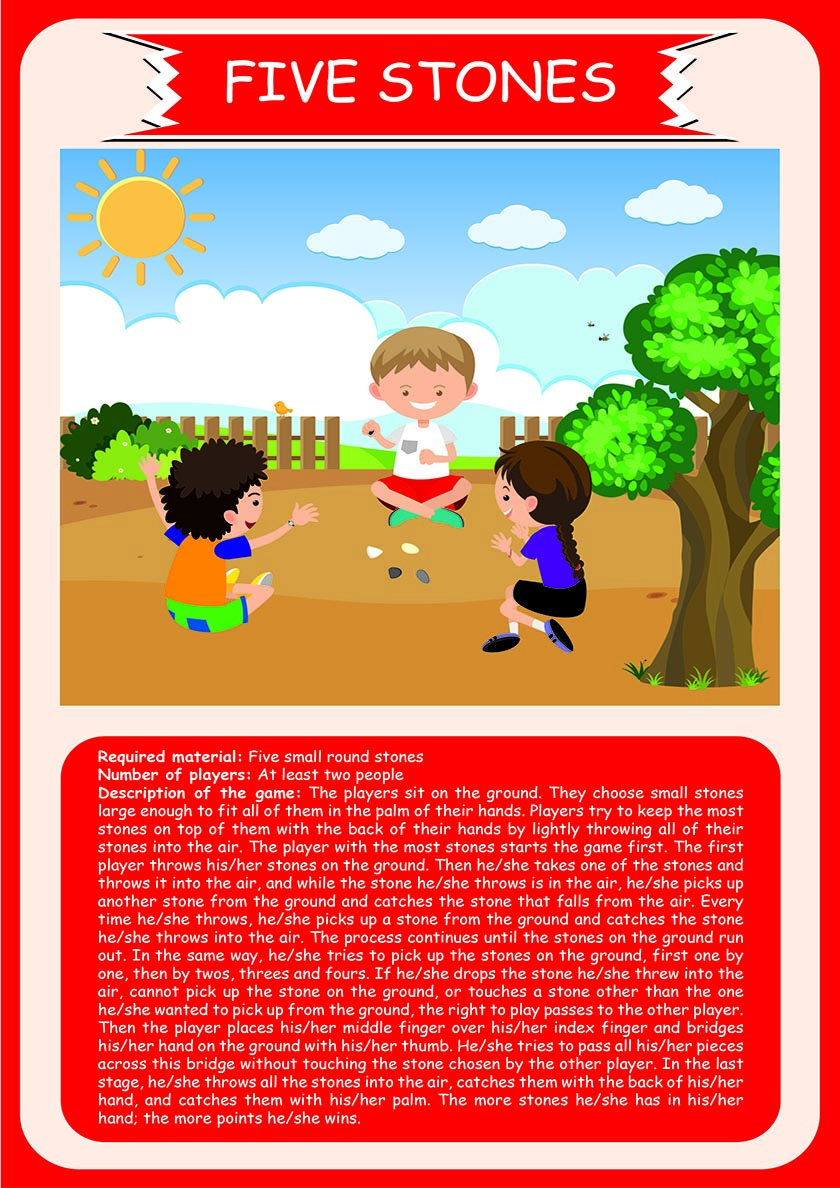 FIVE STONES
Required material: Five small round stones
Number of players: At least two people
Description of the game: The players sit on the ground. They choose small stones
large enough to fit all of them in the palm of their hands. Players try to keep the most
stones on top of them with the back of their hands by lightly throwing all of their
stones into the air. The player with the most stones starts the game first. The first
player throws his/her stones on the ground. Then he/she takes one of the stones and
throws it into the air, and while the stone he/she throws is in the air, he/she picks up
another stone from the ground and catches the stone that falls from the air. Every
time he/she throws, he/she picks up a stone from the ground and catches the stone
he/she throws into the air. The process continues until the stones on the ground run
out. In the same way, he/she tries to pick up the stones on the ground, first one by
one, then by twos, threes and fours. If he/she drops the stone he/she threw into the
air, cannot pick up the stone on the ground, or touches a stone other than the one
he/she wanted to pick up from the ground, the right to play passes to the other player.
Then the player places his/her middle finger over his/her index finger and bridges
his/her hand on the ground with his/her thumb. He/she tries to pass all his/her pieces
across this bridge without touching the stone chosen by the other player. In the last
stage, he/she throws all the stones into the air, catches them with the back of his/her
hand, and catches them with his/her palm. The more stones he/she has in his/her
hand; the more points he/she wins.